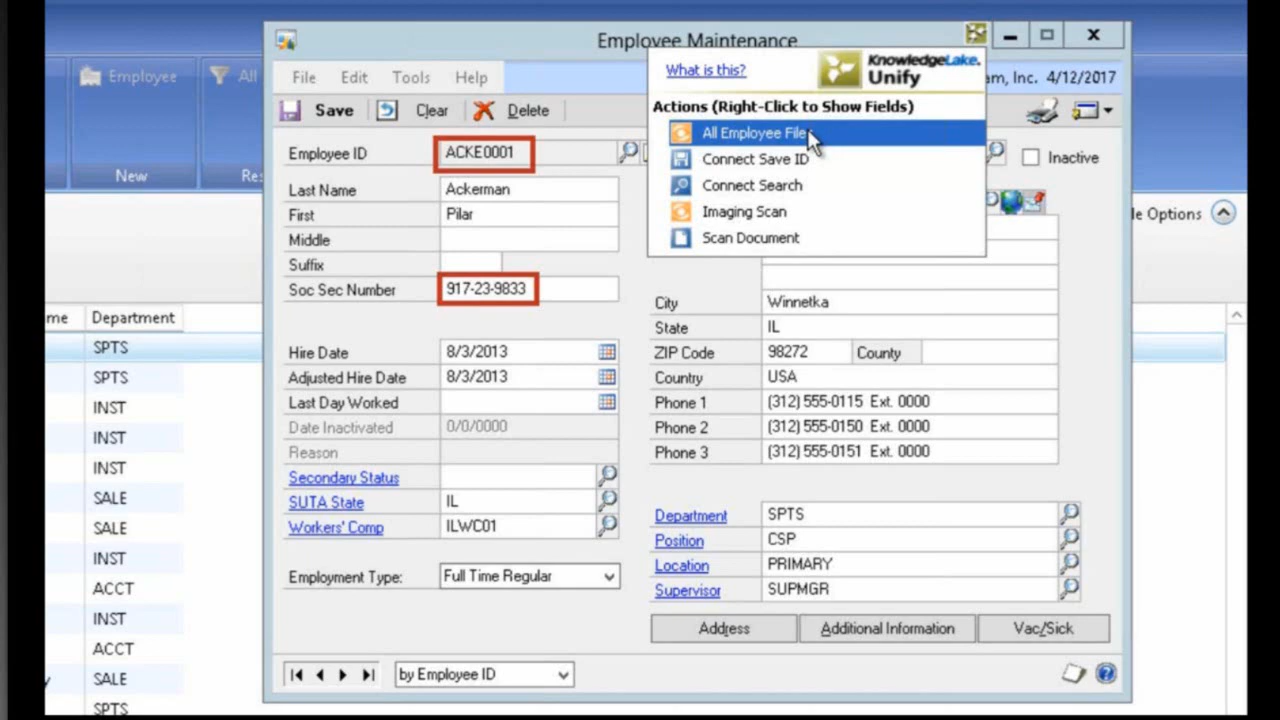 Employee Maintenance
What is this?
KnowledgeLake.
Unify
File Edit Tools Help
am, Inc. 4/12/2017
Employee
All
New
Save Clear Delete
Actions (Right-Click to Show Fields)
All Employee File
Connect Save ID
Connect Search
Imaging Scan
Scan Document
Employee ID ACKE0001
Inactive
Last Name Ackerman
First Pilar
Middle
Suffix
Soc Sec Number 917-23-9833
Options
City Winnetka
State IL
Hire Date 8/3/2013
ZIP Code 98272 County
Adjusted Hire Date 8/3/2013
Country USA
Last Day Worked
Phone 1 (312) 555-0115 Ext. 0000
Date Inactivated 0/0/0000
Phone 2 (312) 555-0150 Ext. 0000
Reason
Phone 3 (312) 555-0151 Ext. 0000
Secondary Status
SUTA State IL
Workers' Comp ILWC01
Department SPTS
Position CSP
Location PRIMARY
Supervisor SUPMGR
Employment Type: Full Time Regular
Address Additional Information Vac/Sick
by Employee ID
Department
SPTS
SPTS
INST
INST
INST
SALE
SALE
INST
ACCT
INST
ACCT
SALE
SPTS